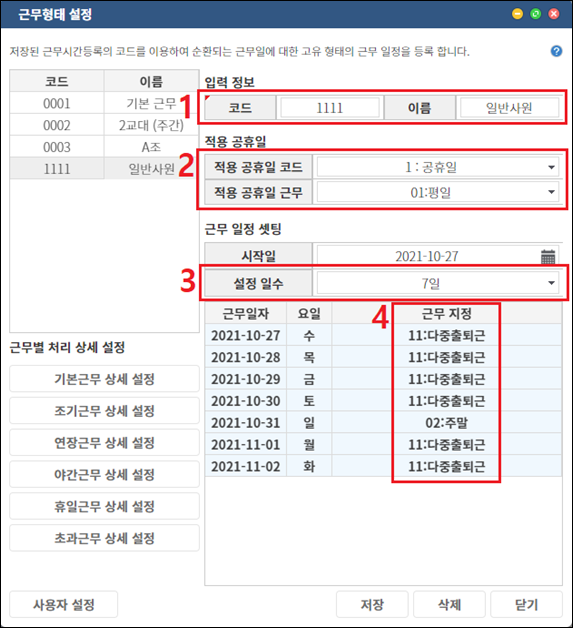 근무형태 설정
저장된 근무시간등록의 코드를 이용하여 순환되는 근무일에 대한 고유 형태의 근무 일정을 등록 합니다.
?
코드 이름
0001 기본 근무
0002 2교대 (주간)
0003 A조
1111 일반사원
입력 정보
1 코드 1111 이름 일반사원
적용 공휴일
2 적용 공휴일 코드 1 : 공휴일
적용 공휴일 근무 01:평일
근무 일정 셋팅
시작일 2021-10-27
3 설정 일수 7일
4 근무일자 요일 근무 지정
2021-10-27 수 11:다중출퇴근
2021-10-28 목 11:다중출퇴근
2021-10-29 금 11:다중출퇴근
2021-10-30 토 11:다중출퇴근
2021-10-31 일 02:주말
2021-11-01 월 11:다중출퇴근
2021-11-02 화 11:다중출퇴근
근무별 처리 상세 설정
기본근무 상세 설정
조기근무 상세 설정
연장근무 상세 설정
야간근무 상세 설정
휴일근무 상세 설정
초과근무 상세 설정
사용자 설정 저장 삭제 닫기